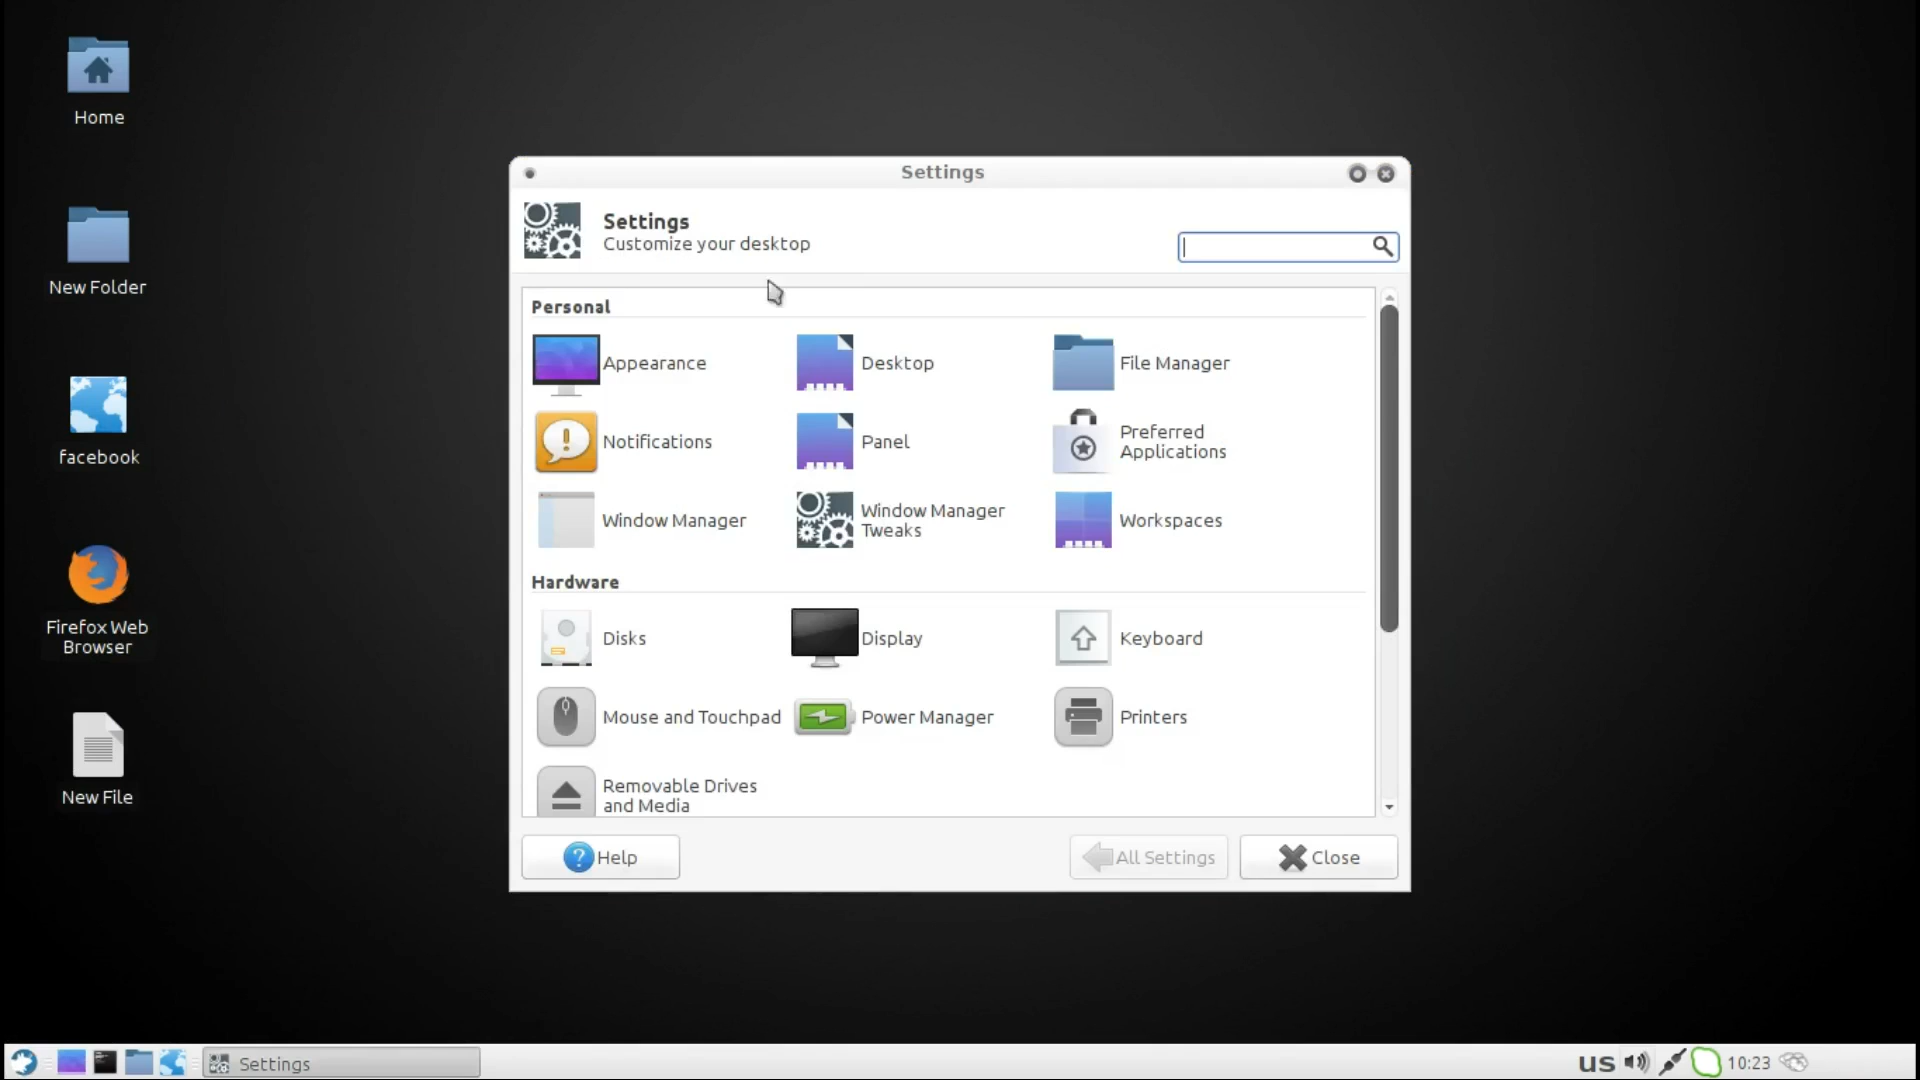 Home
New Folder
facebook
Firefox Web
Browser
New File
Settings
Settings
Customize your desktop
Personal
Appearance
Desktop
File Manager
Notifications
Panel
Preferred
Applications
Window Manager
Window Manager
Tweaks
Workspaces
Hardware
Disks
Display
Keyboard
Mouse and Touchpad
Power Manager
Printers
Removable Drives
and Media
Help
All Settings
Close
Settings
us
10:23